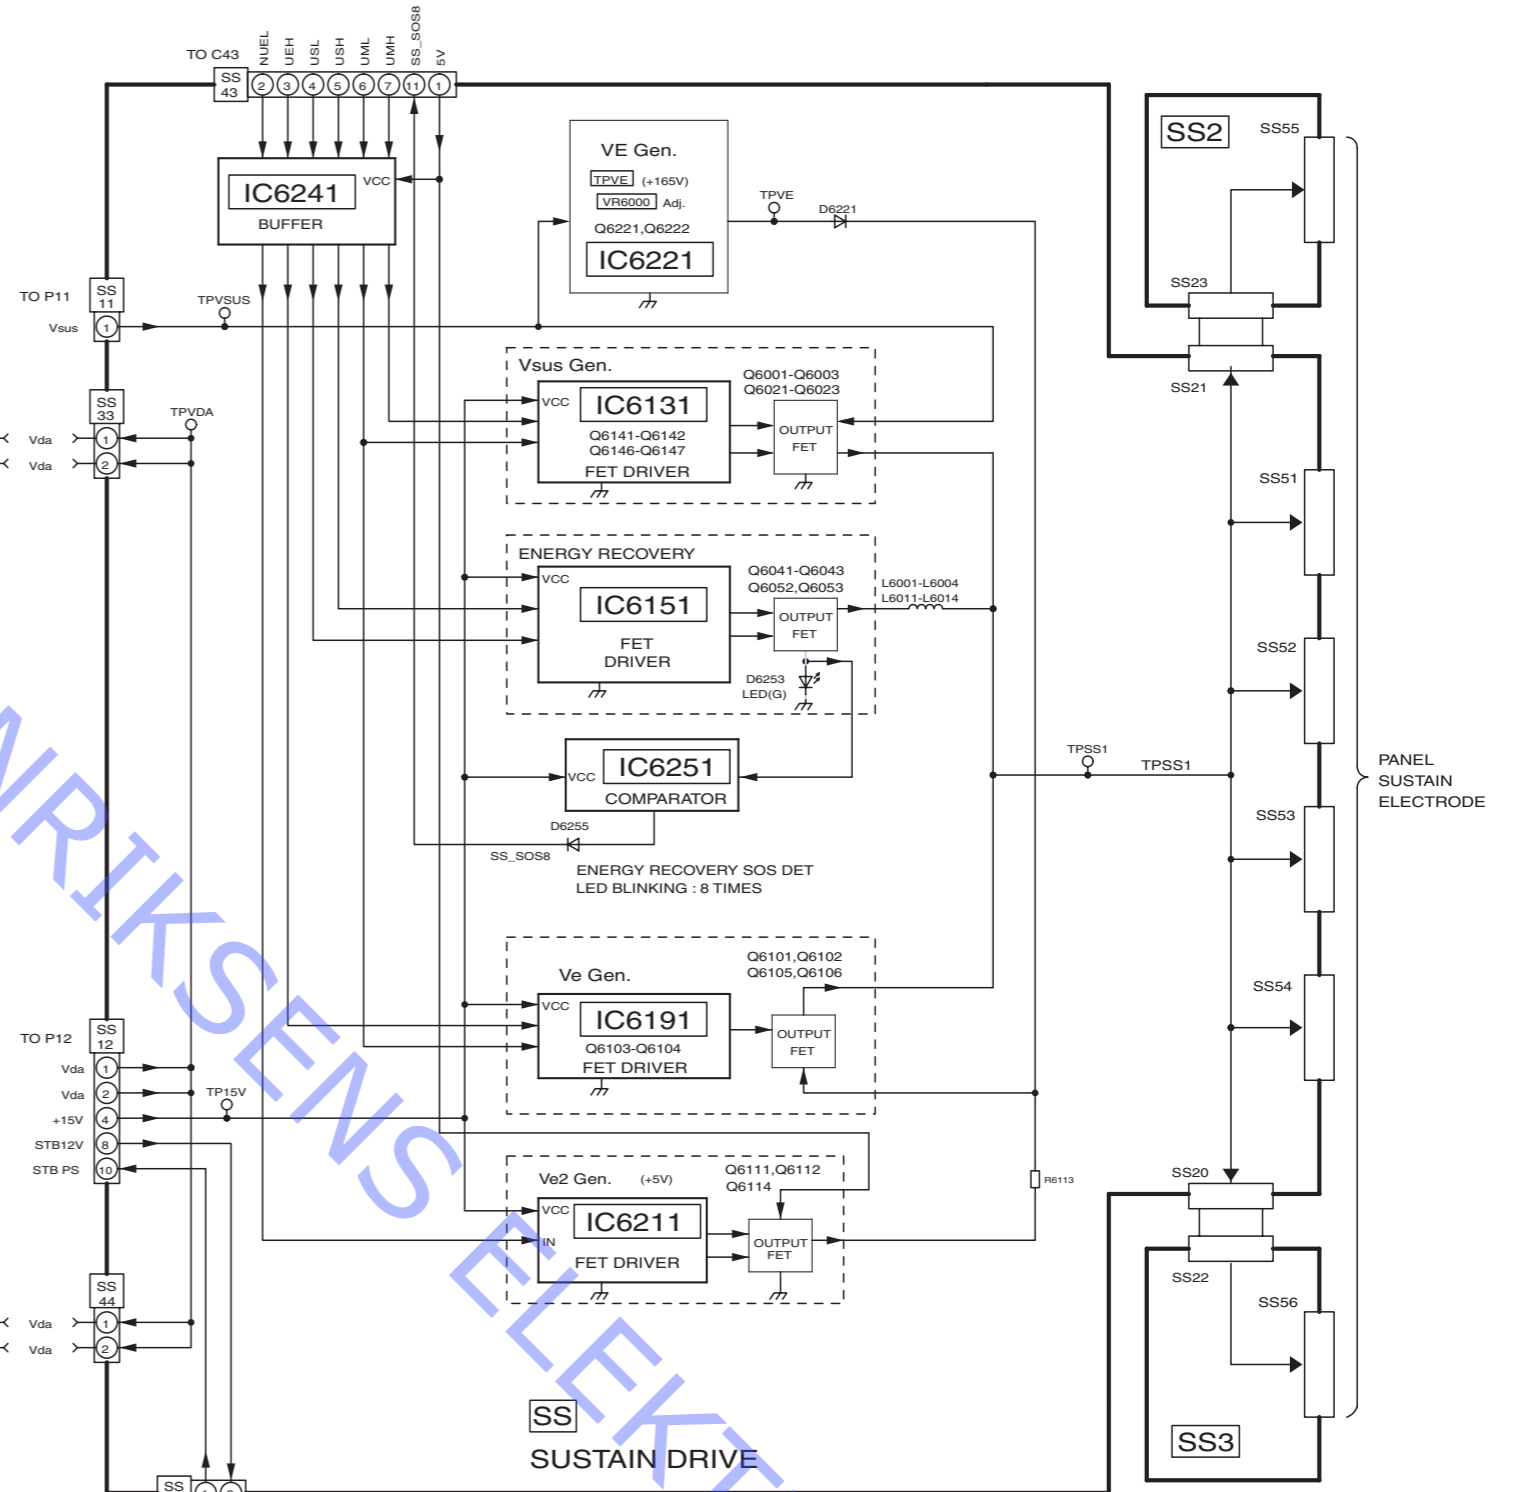 TO C43
SS
43
NUEL
UEH
USL
USH
UML
UMH
SS_SOS8
5V
2 3 4 5 6 7 11 1
IC6241
VCC
BUFFER
VE Gen.
TPVE (+165V)
VR6000 Adj.
Q6221,Q6222
IC6221
TPVE
D6221
SS2
SS55
SS23
SS21
TO P11
SS
11
Vsus 1
TPVSUS
SS
33
TPVDA
Vda 1
Vda 2
Vsus Gen.
VCC
IC6131
Q6141-Q6142
Q6146-Q6147
FET DRIVER
Q6001-Q6003
Q6021-Q6023
OUTPUT
FET
SS51
ENERGY RECOVERY
VCC
IC6151
FET
DRIVER
Q6041-Q6043
Q6052,Q6053
OUTPUT
FET
L6001-L6004
L6011-L6014
D6253
LED(G)
SS52
IC6251
VCC
COMPARATOR
D6255
SS_SOS8
ENERGY RECOVERY SOS DET
LED BLINKING : 8 TIMES
TPSS1
TPSS1
PANEL
SUSTAIN
ELECTRODE
SS53
Ve Gen.
VCC
IC6191
Q6103-Q6104
FET DRIVER
Q6101,Q6102
Q6105,Q6106
OUTPUT
FET
SS54
TO P12
SS
12
Vda 1
Vda 2
+15V 4
STB12V 8
STB PS 10
TP15V
Ve2 Gen. (+5V)
VCC
IC6211
IN
FET DRIVER
Q6111,Q6112
Q6114
OUTPUT
FET
R6113
SS20
SS22
SS56
SS3
SS
44
Vda 1
Vda 2
SS
SUSTAIN DRIVE
SS
NRIKSENS ELEKT